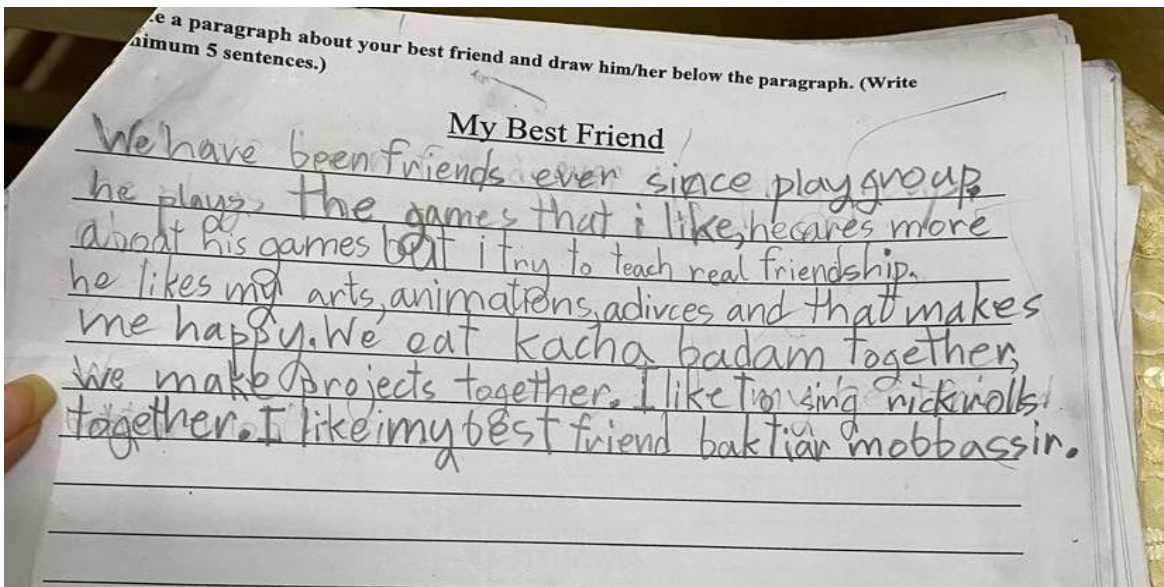 .e a paragraph about your best friend and draw him/her below the paragraph. (Write
nimum 5 sentences.)
My Best Friend
We have been friends ever since playgroup,
he plays the games that i like, he cares more
about his games but i try to teach real friendship.
he likes my arts, animations, adivces and that makes
me happy. We eat kacha badam together,
We make projects together. I like to sing rickrolls
together. I like my best friend baktiar mobbassir.